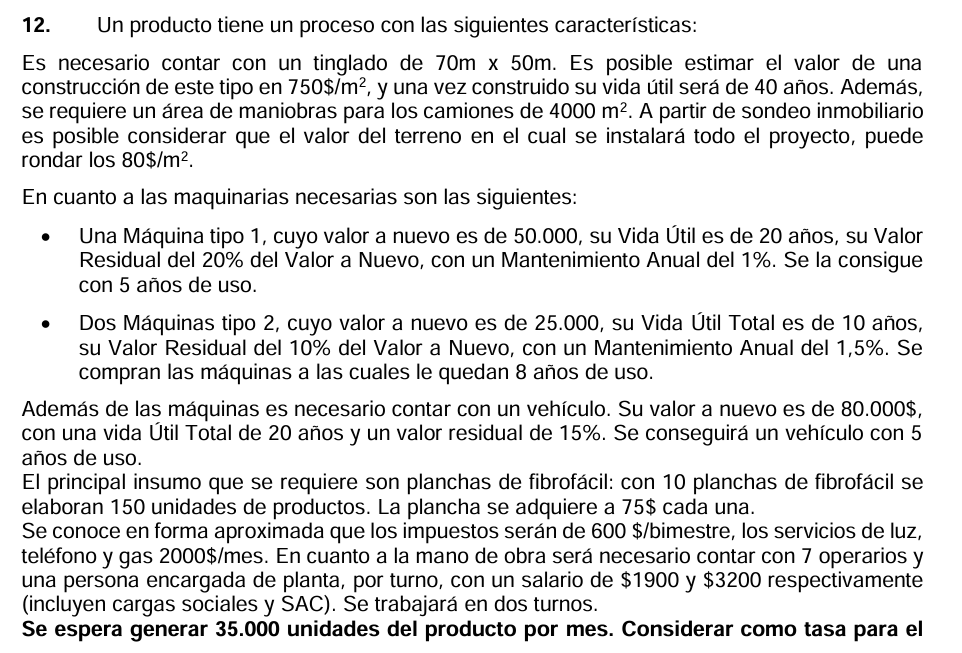 12. Un producto tiene un proceso con las siguientes características:
Es necesario contar con un tinglado de 70m x 50m. Es posible estimar el valor de una
construcción de este tipo en 750$/m², y una vez construido su vida útil será de 40 años. Además,
se requiere un área de maniobras para los camiones de 4000 m². A partir de sondeo inmobiliario
es posible considerar que el valor del terreno en el cual se instalará todo el proyecto, puede
rondar los 80$/m².
En cuanto a las maquinarias necesarias son las siguientes:
• Una Máquina tipo 1, cuyo valor a nuevo es de 50.000, su Vida Útil es de 20 años, su Valor
Residual del 20% del Valor a Nuevo, con un Mantenimiento Anual del 1%. Se la consigue
con 5 años de uso.
• Dos Máquinas tipo 2, cuyo valor a nuevo es de 25.000, su Vida Útil Total es de 10 años,
su Valor Residual del 10% del Valor a Nuevo, con un Mantenimiento Anual del 1,5%. Se
compran las máquinas a las cuales le quedan 8 años de uso.
Además de las máquinas es necesario contar con un vehículo. Su valor a nuevo es de 80.000$,
con una vida Útil Total de 20 años y un valor residual de 15%. Se conseguirá un vehículo con 5
años de uso.
El principal insumo que se requiere son planchas de fibrofácil: con 10 planchas de fibrofácil se
elaboran 150 unidades de productos. La plancha se adquiere a 75$ cada una.
Se conoce en forma aproximada que los impuestos serán de 600 $/bimestre, los servicios de luz,
teléfono y gas 2000$/mes. En cuanto a la mano de obra será necesario contar con 7 operarios y
una persona encargada de planta, por turno, con un salario de $1900 y $3200 respectivamente
(incluyen cargas sociales y SAC). Se trabajará en dos turnos.
Se espera generar 35.000 unidades del producto por mes. Considerar como tasa para el